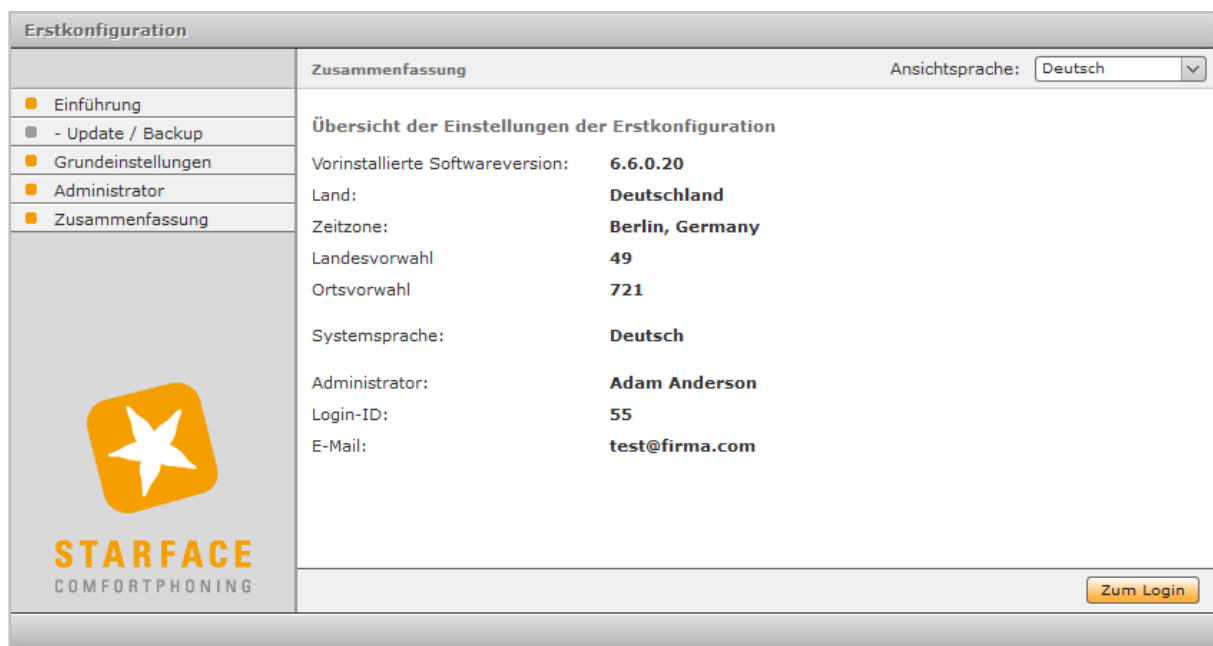 Erstkonfiguration
Zusammenfassung
Ansichtsprache: Deutsch
Einführung
- Update / Backup
Grundeinstellungen
Administrator
Zusammenfassung
Übersicht der Einstellungen der Erstkonfiguration
Vorinstallierte Softwareversion: 6.6.0.20
Land: Deutschland
Zeitzone: Berlin, Germany
Landesvorwahl 49
Ortsvorwahl 721
Systemsprache: Deutsch
Administrator: Adam Anderson
Login-ID: 55
E-Mail: test@firma.com
STARFACE
COMFORTPHONING
Zum Login